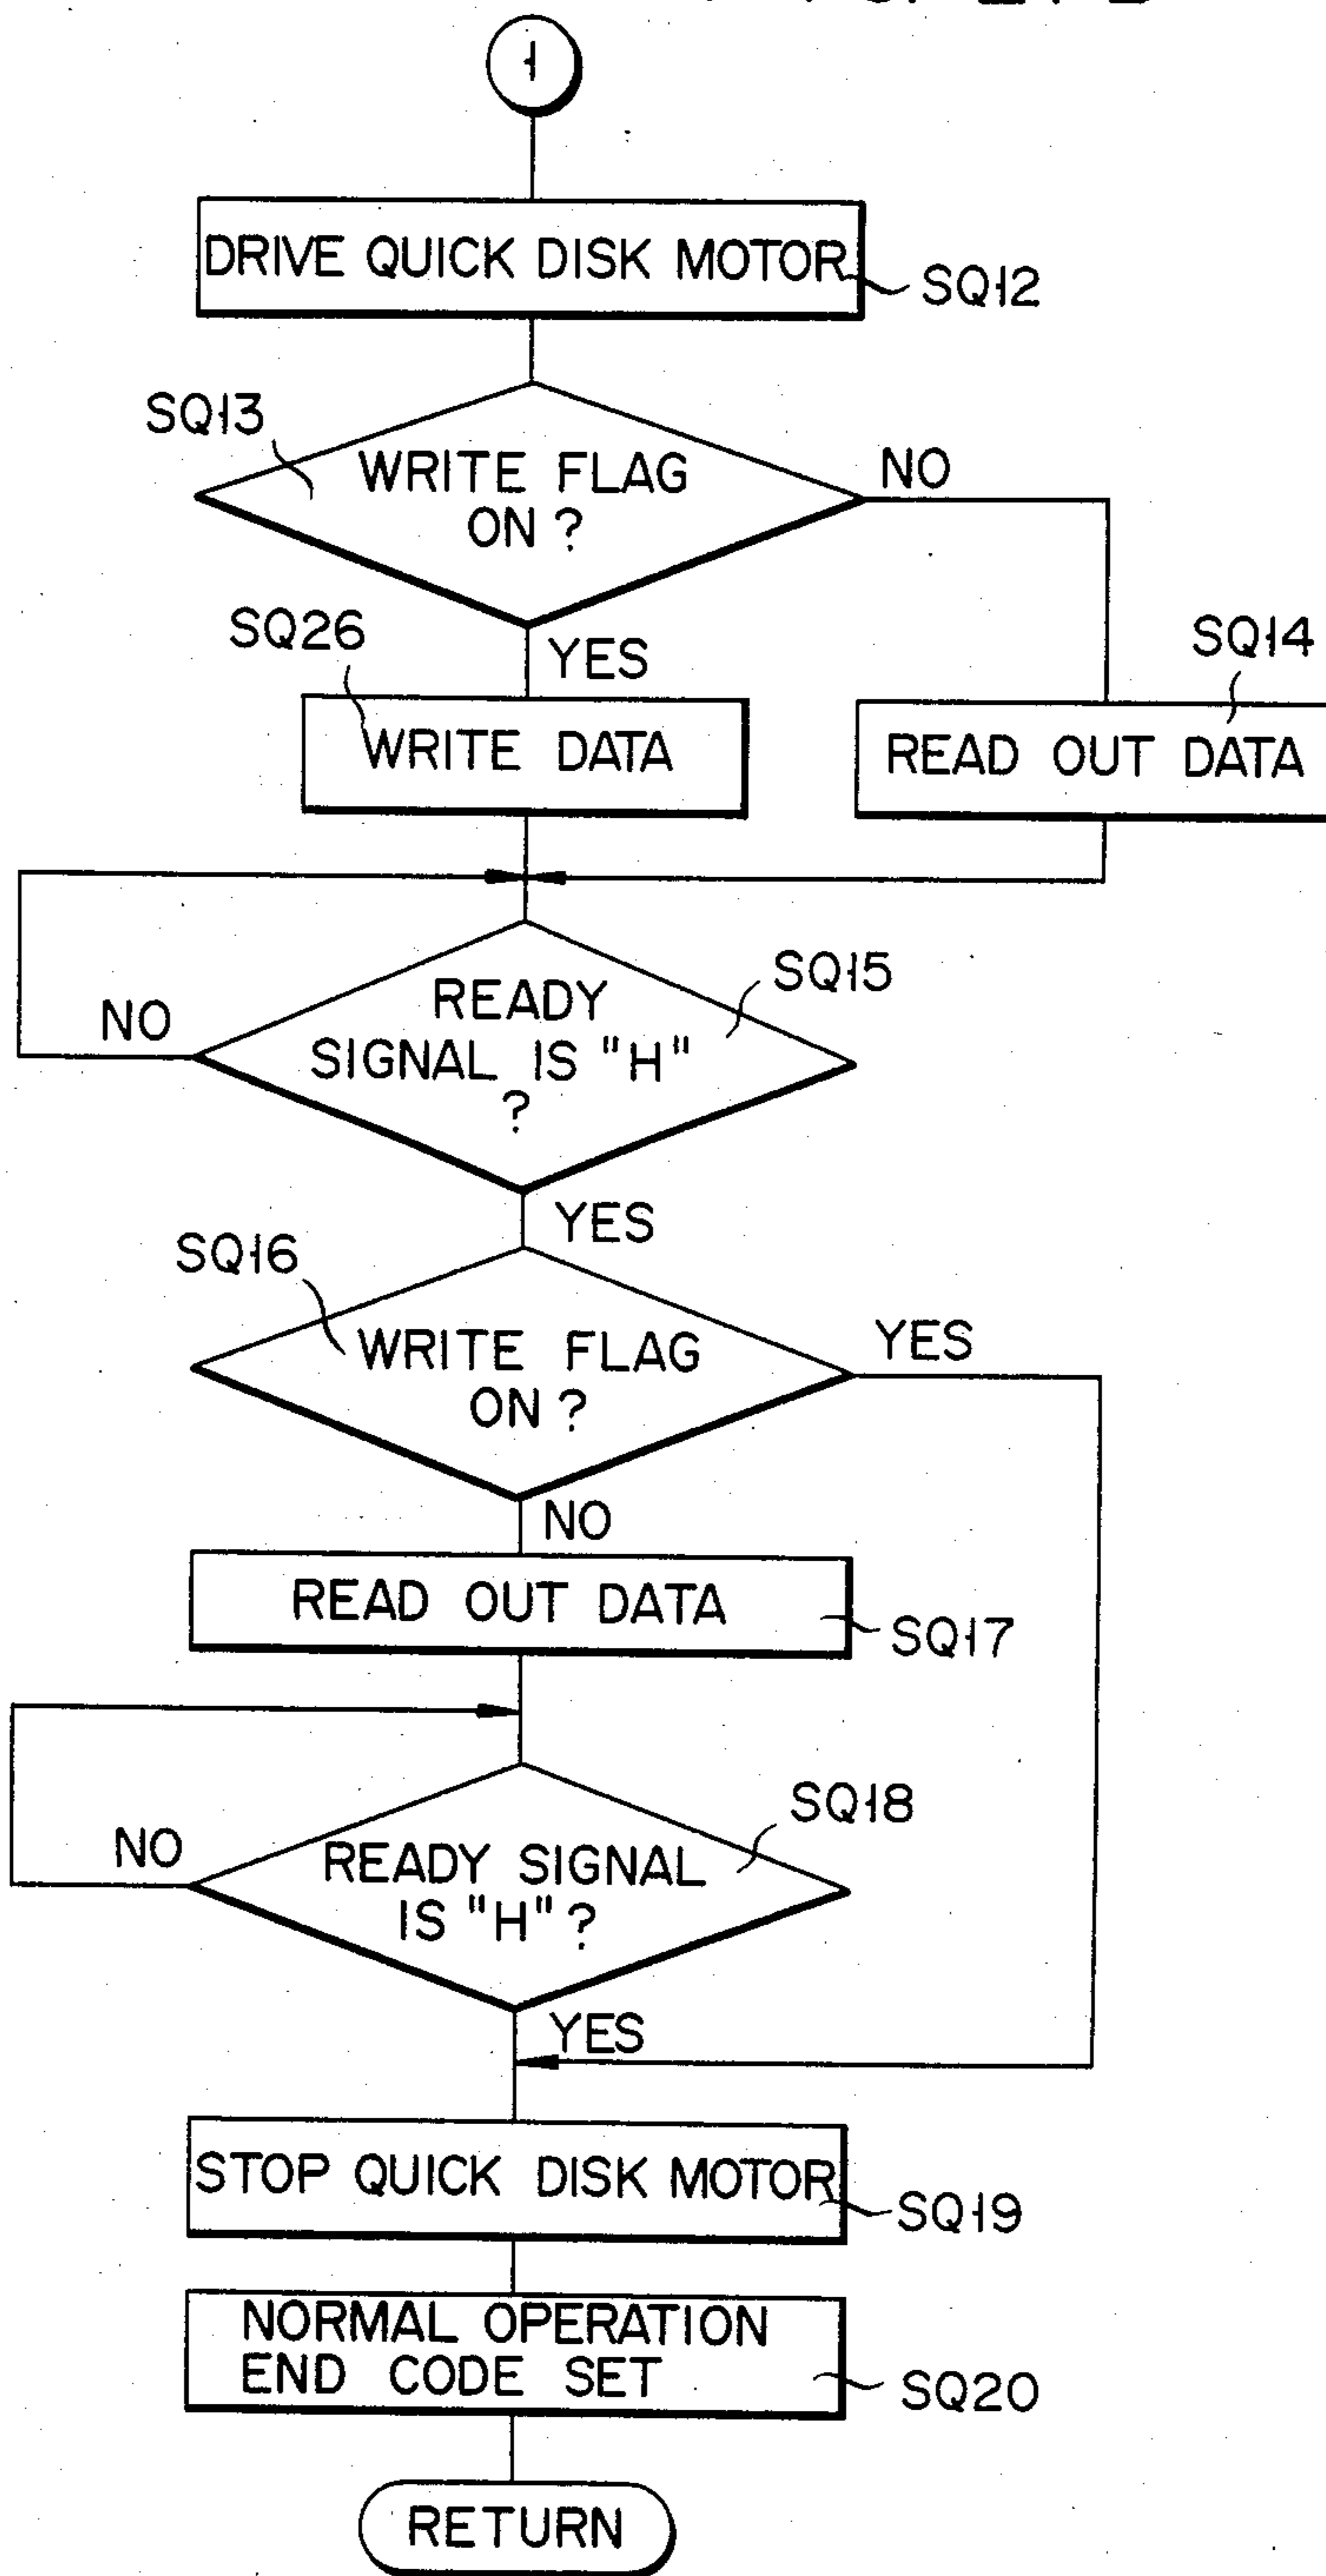 1
DRIVE QUICK DISK MOTOR
SQ12
SQ13
WRITE FLAG
ON ?
NO
SQ26
YES
SQ14
WRITE DATA
READ OUT DATA
SQ15
READY
NO
SIGNAL IS "H"
?
YES
SQ16
WRITE FLAG
YES
ON ?
NO
READ OUT DATA
SQ17
SQ18
NO
READY SIGNAL
IS "H" ?
YES
STOP QUICK DISK MOTOR
SQ19
NORMAL OPERATION
END CODE SET
SQ20
RETURN